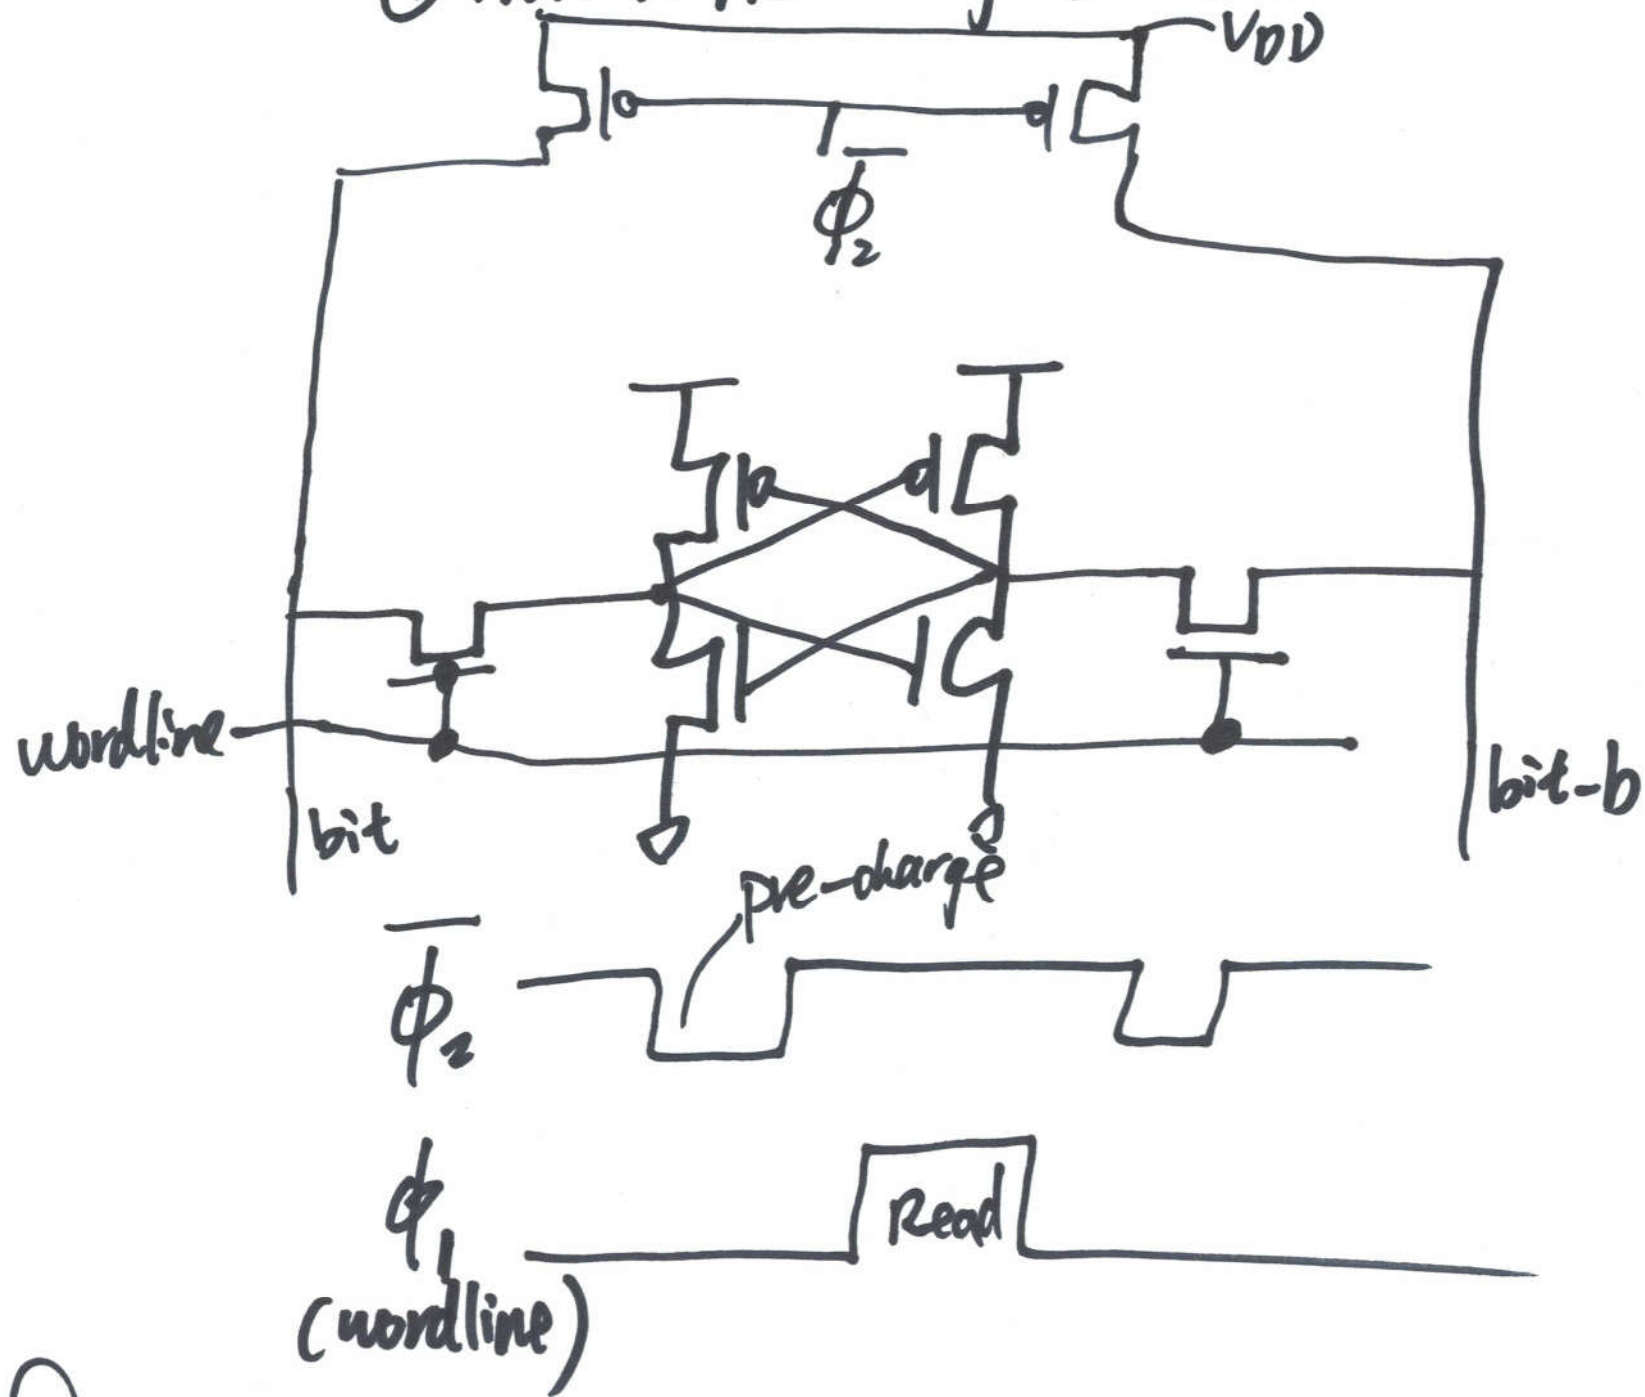 VDD
ϕ̅₂
wordline
bit
bit-b
pre-charge
ϕ̅₂
ϕ₁
Read
(wordline)